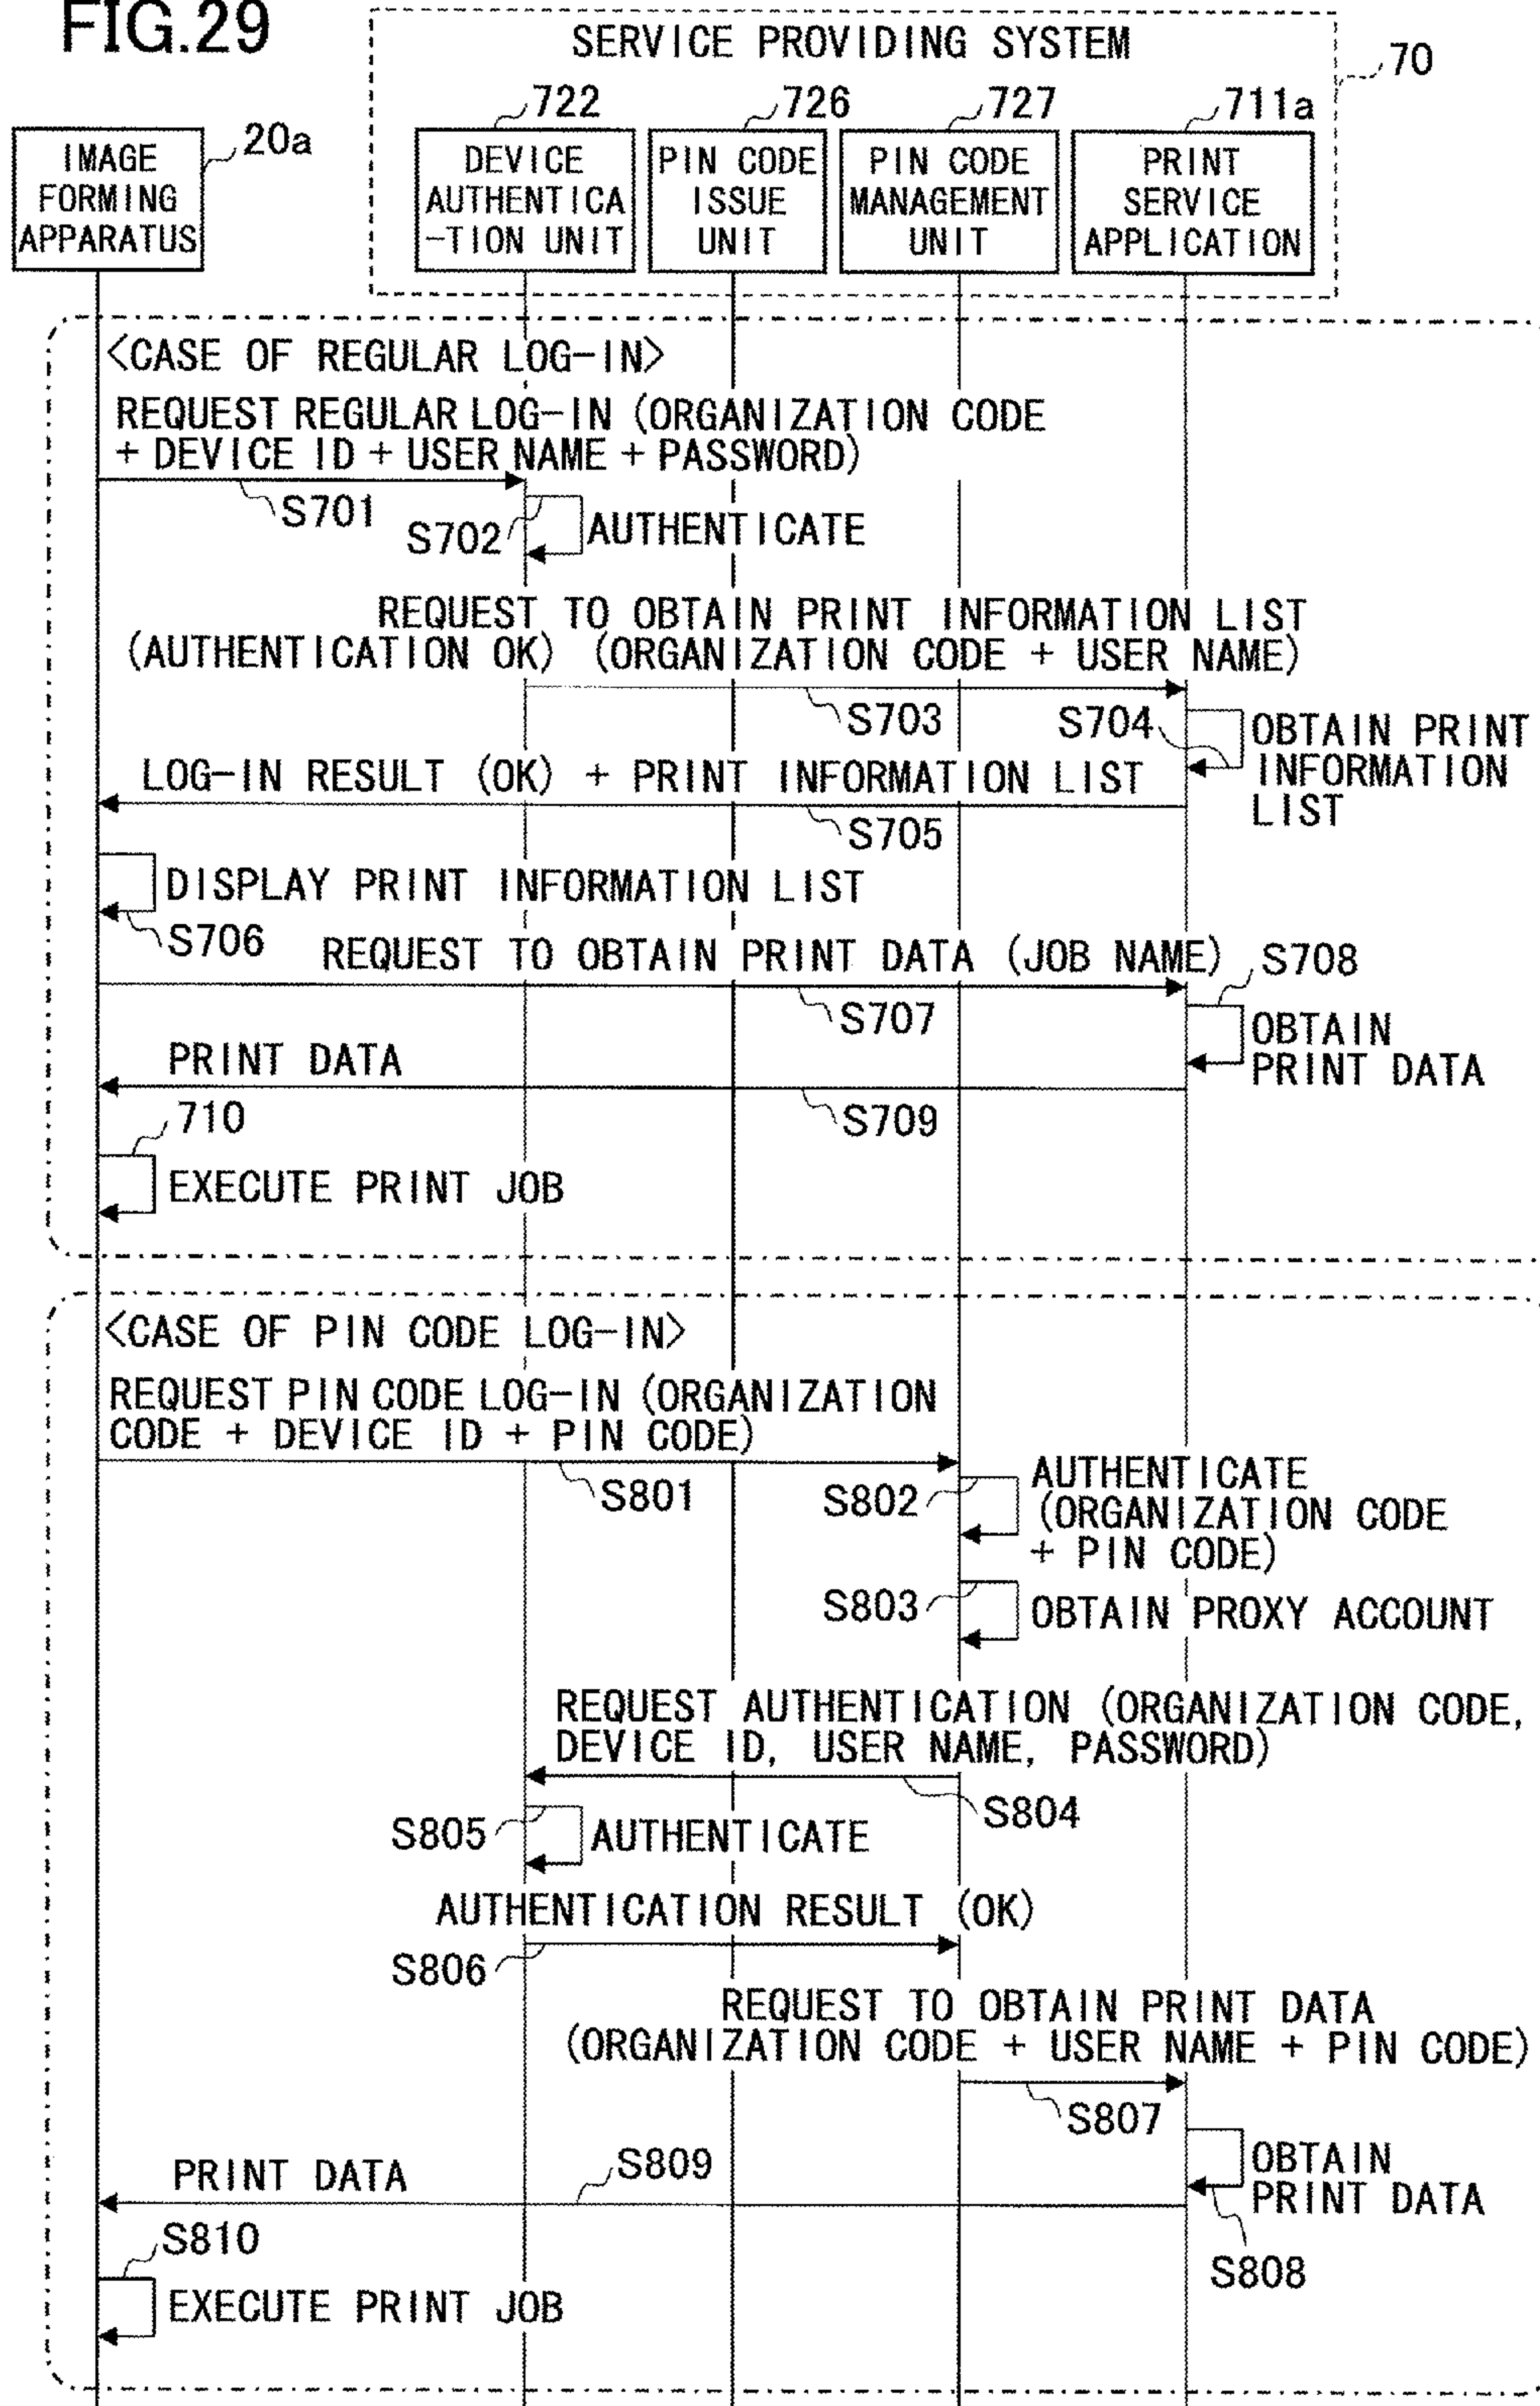 FIG.29
SERVICE PROVIDING SYSTEM
70
722
726
727
711a
20a
IMAGE
FORMING
APPARATUS
DEVICE
AUTHENTICA
-TION UNIT
PIN CODE
ISSUE
UNIT
PIN CODE
MANAGEMENT
UNIT
PRINT
SERVICE
APPLICATION
<CASE OF REGULAR LOG-IN>
REQUEST REGULAR LOG-IN (ORGANIZATION CODE
+ DEVICE ID + USER NAME + PASSWORD)
S701
S702
AUTHENTICATE
REQUEST TO OBTAIN PRINT INFORMATION LIST
(AUTHENTICATION OK) (ORGANIZATION CODE + USER NAME)
S703
S704
OBTAIN PRINT
INFORMATION
LIST
LOG-IN RESULT (OK) + PRINT INFORMATION LIST
S705
DISPLAY PRINT INFORMATION LIST
S706
REQUEST TO OBTAIN PRINT DATA (JOB NAME)
S708
S707
OBTAIN
PRINT DATA
PRINT DATA
S709
710
EXECUTE PRINT JOB
<CASE OF PIN CODE LOG-IN>
REQUEST PIN CODE LOG-IN (ORGANIZATION
CODE + DEVICE ID + PIN CODE)
S801
S802
AUTHENTICATE
(ORGANIZATION CODE
+ PIN CODE)
S803
OBTAIN PROXY ACCOUNT
REQUEST AUTHENTICATION (ORGANIZATION CODE,
DEVICE ID, USER NAME, PASSWORD)
S804
S805
AUTHENTICATE
AUTHENTICATION RESULT (OK)
S806
REQUEST TO OBTAIN PRINT DATA
(ORGANIZATION CODE + USER NAME + PIN CODE)
S807
OBTAIN
PRINT DATA
S808
PRINT DATA
S809
S810
EXECUTE PRINT JOB